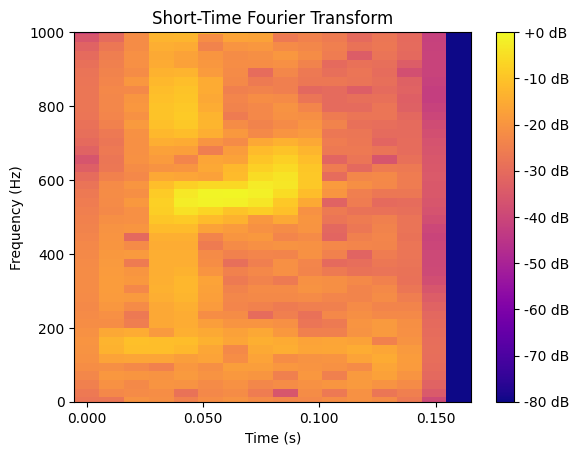 Short-Time Fourier Transform
1000
800
600
400
200
0
Frequency (Hz)
0.000
0.050
0.100
0.150
Time (s)
+0 dB
-10 dB
-20 dB
-30 dB
-40 dB
-50 dB
-60 dB
-70 dB
-80 dB